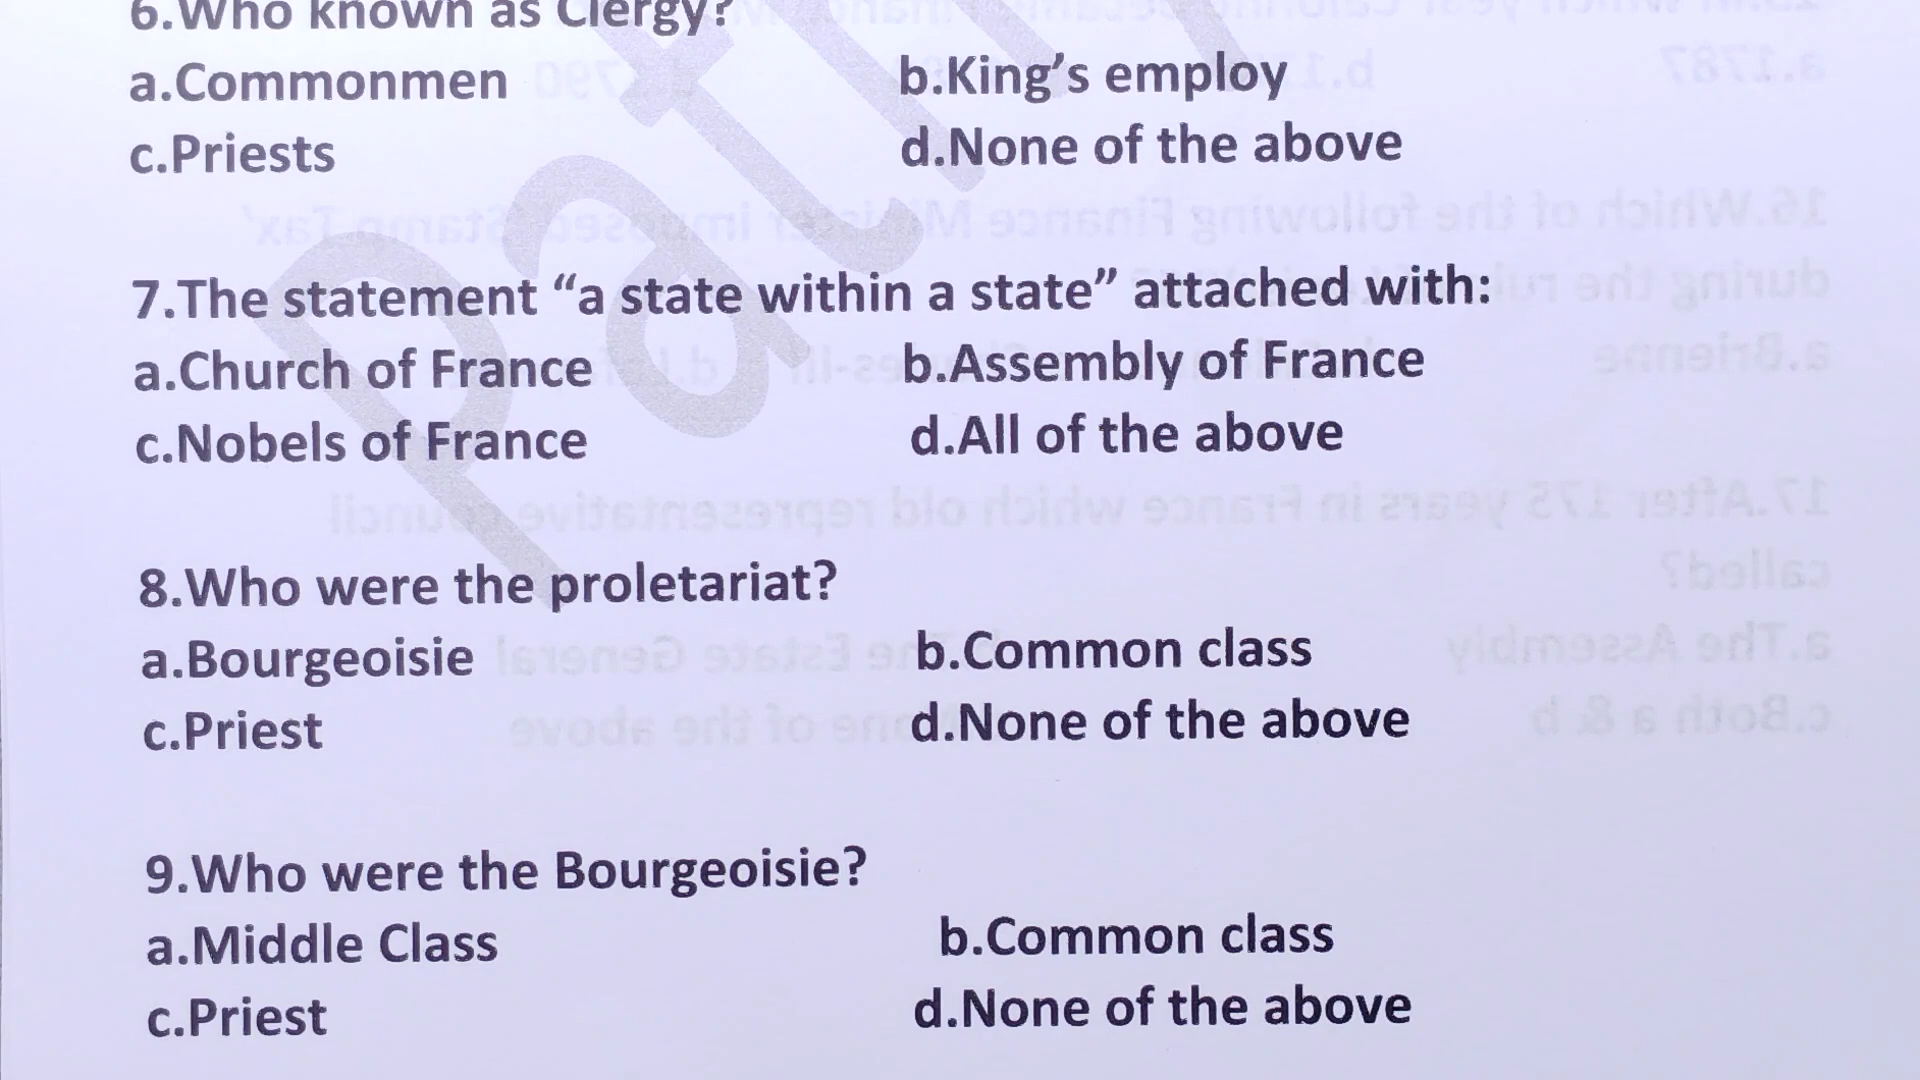 6.Who known as Clergy?
a.Commonmen b.King's employ
c.Priests d.None of the above
7.The statement “a state within a state” attached with:
a.Church of France b.Assembly of France
c.Nobels of France d.All of the above
8.Who were the proletariat?
a.Bourgeoisie b.Common class
c.Priest d.None of the above
9.Who were the Bourgeoisie?
a.Middle Class b.Common class
c.Priest d.None of the above